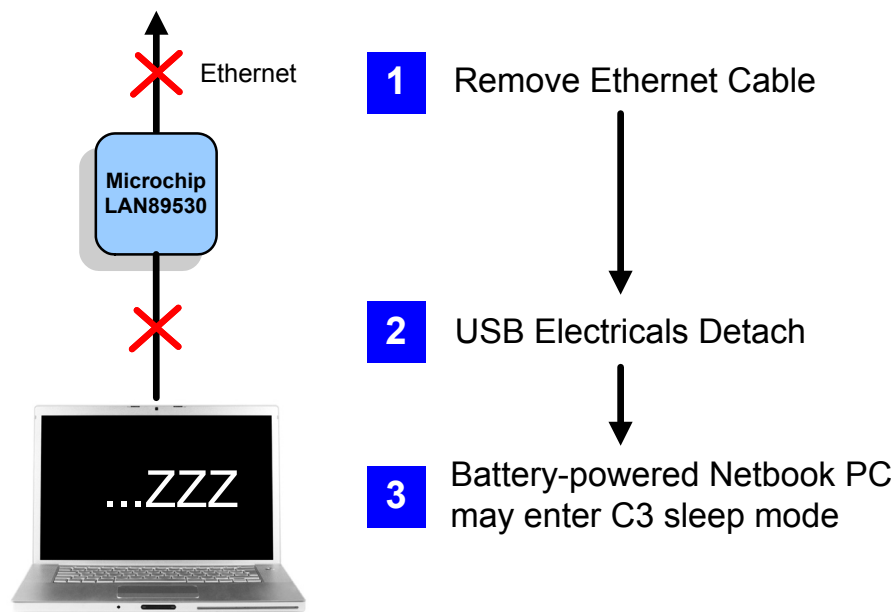 Ethernet
Microchip
LAN89530
...ZZZ
1
Remove Ethernet Cable
2
USB Electricals Detach
3
Battery-powered Netbook PC
may enter C3 sleep mode